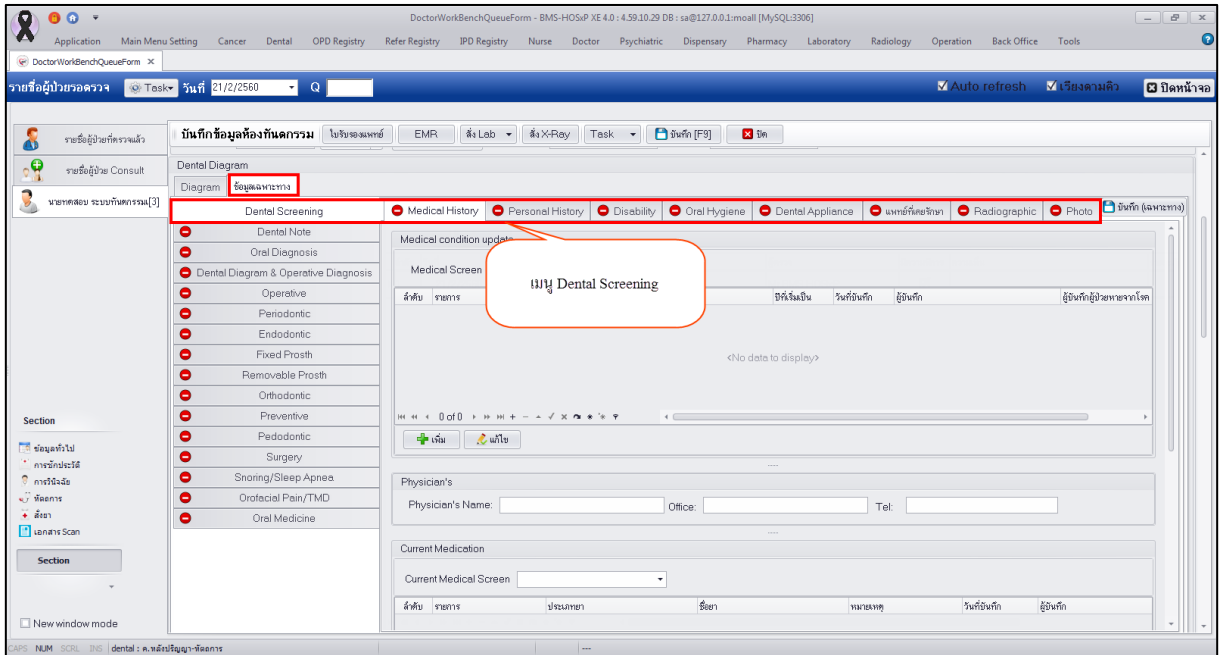 DoctorWorkBenchQueueForm - BMS-HOSxP XE 4.0 : 4.59.10.29 DB : sa@127.0.0.1:moall [MySQL:3306]
Application Main Menu Setting Cancer Dental OPD Registry Refer Registry IPD Registry Nurse Doctor Psychiatric Dispensary Pharmacy Laboratory Radiology Operation Back Office Tools
DoctorWorkBenchQueueForm
รายชื่อผู้ป่วยรอตรวจ Task วันที่ 21/2/2560 Q Auto refresh เรียงตามคิว ปิดหน้าจอ
รายชื่อผู้ป่วยที่ตรวจแล้ว
รายชื่อผู้ป่วย Consult
นายทดสอบ ระบบทันตกรรม[3]
บันทึกข้อมูลห้องทันตกรรม ใบรับรองแพทย์ EMR สั่ง Lab สั่ง X-Ray Task บันทึก [F9] ปิด
Dental Diagram
Diagram ข้อมูลเฉพาะทาง
Dental Screening Medical History Personal History Disability Oral Hygiene Dental Appliance แพทย์ที่เคยรักษา Radiographic Photo บันทึก (เฉพาะทาง)
Dental Note
Oral Diagnosis
Dental Diagram & Operative Diagnosis
Operative
Periodontic
Endodontic
Fixed Prosth
Removable Prosth
Orthodontic
Preventive
Pedodontic
Surgery
Snoring/Sleep Apnea
Orofacial Pain/TMD
Oral Medicine
Medical condition update
Medical Screen
เมนู Dental Screening
ลำดับ รายการ ปีที่เริ่มเป็น วันที่บันทึก ผู้บันทึก ผู้บันทึกผู้ป่วยหายจากโรค
<No data to display>
0 of 0
เพิ่ม แก้ไข
Physician's
Physician's Name: Office: Tel:
Current Medication
Current Medical Screen
ลำดับ รายการ ประเภทยา ชื่อยา หมายเหตุ วันที่บันทึก ผู้บันทึก
Section
ข้อมูลทั่วไป
การซักประวัติ
การวินิจฉัย
หัตถการ
สั่งยา
เอกสาร Scan
Section
New window mode
CAPS NUM SCRL INS dental : ค.หลังปริญญา-หัตถการ